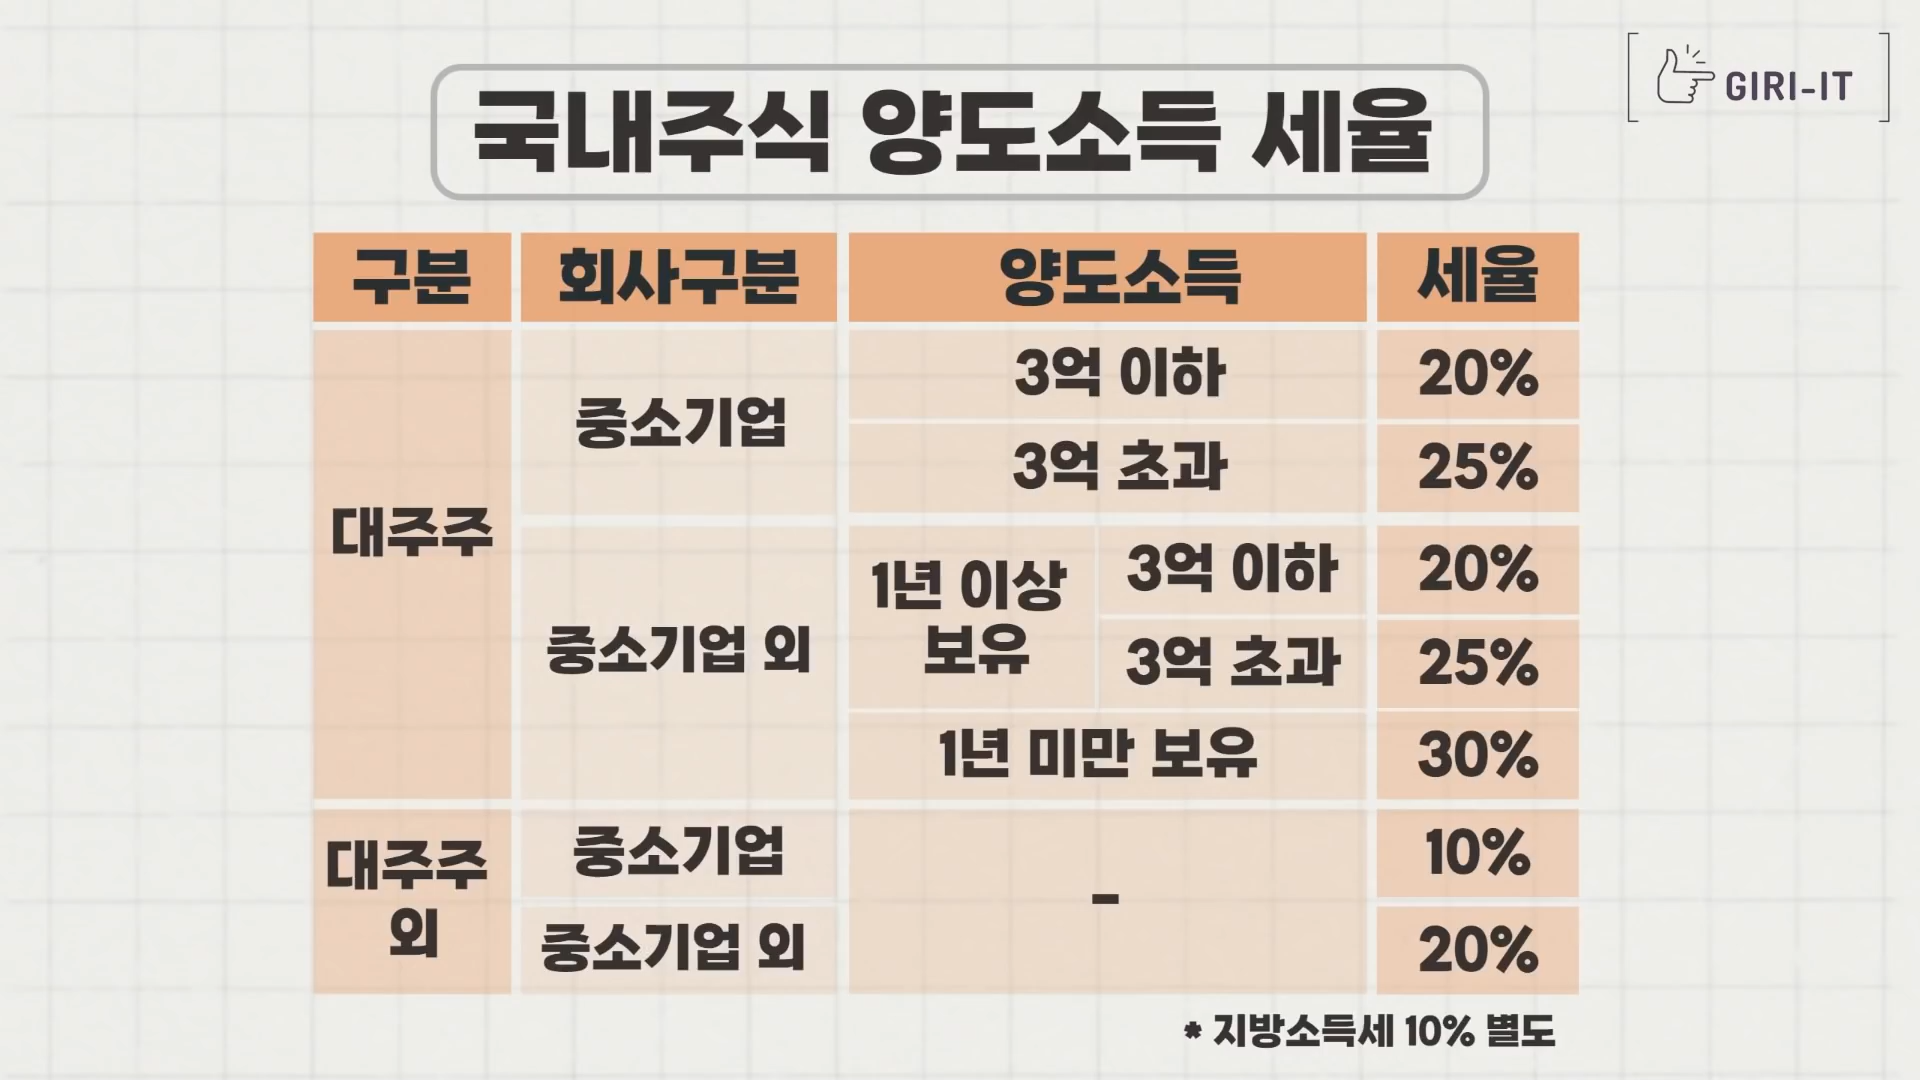 GIRI-IT
국내주식 양도소득 세율
구분 회사구분 양도소득 세율
대주주
중소기업
3억 이하 20%
3억 초과 25%
중소기업 외
1년 이상
보유
3억 이하 20%
3억 초과 25%
1년 미만 보유 30%
대주주
외
중소기업 - 10%
중소기업 외 20%
* 지방소득세 10% 별도